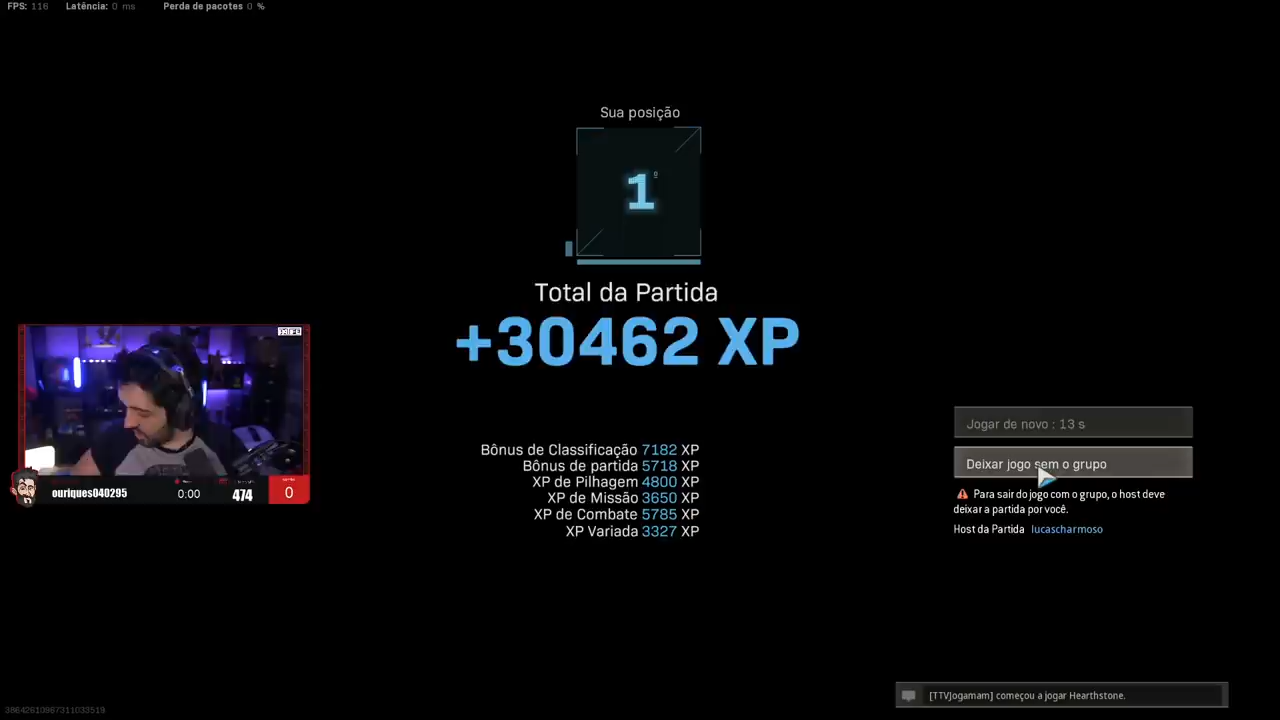 FPS: 116 Latência: 0 ms Perda de pacotes 0 %
Sua posição
1º
Total da Partida
+30462 XP
Bônus de Classificação 7182 XP
Bônus de partida 5718 XP
XP de Pilhagem 4800 XP
XP de Missão 3650 XP
XP de Combate 5785 XP
XP Variada 3327 XP
Jogar de novo : 13 s
Deixar jogo sem o grupo
Para sair do jogo com o grupo, o host deve
deixar a partida por você.
Host da Partida lucascharmoso
ouriques040295
0:00
474
0
[TTVJogamam] começou a jogar Hearthstone.